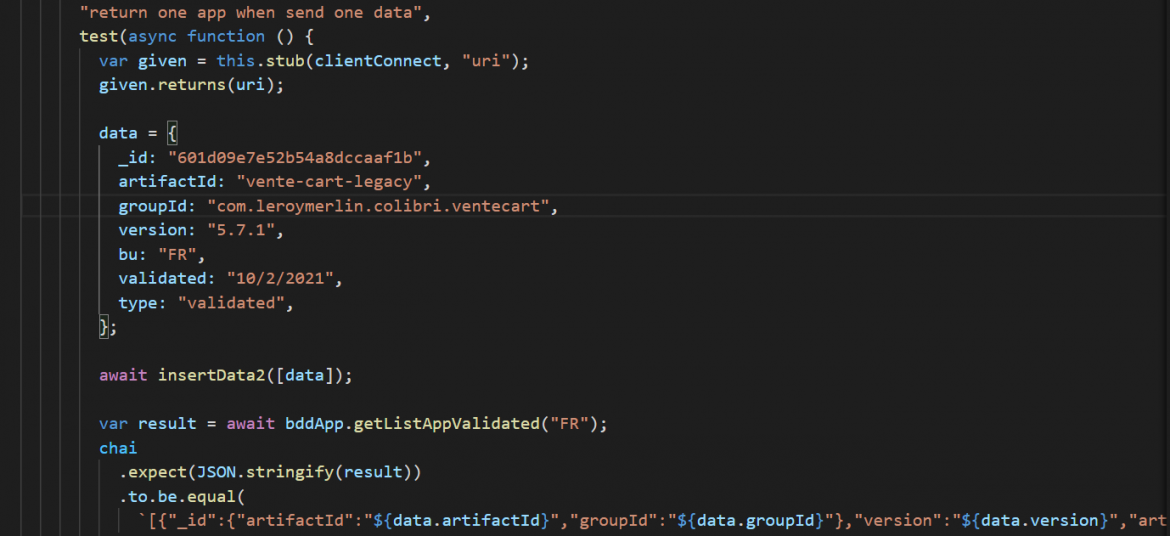 "return one app when send one data",
test(async function () {
var given = this.stub(clientConnect, "uri");
given.returns(uri);
data = {
_id: "601d09e7e52b54a8dccaaf1b",
artifactId: "vente-cart-legacy",
groupId: "com.leroymerlin.colibri.ventecart",
version: "5.7.1",
bu: "FR",
validated: "10/2/2021",
type: "validated",
};
await insertData2([data]);
var result = await bddApp.getListAppValidated("FR");
chai
.expect(JSON.stringify(result))
.to.be.equal(
`[{"_id":{"artifactId":"${data.artifactId}","groupId":"${data.groupId}"},"version":"${data.version}","art